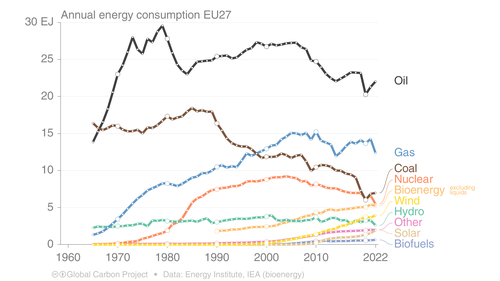 Annual energy consumption EU27
30 EJ
25
20
15
10
5
0
1960
1970
1980
1990
2000
2010
2022
Oil
Gas
Coal
Nuclear
Bioenergy excluding liquids
Wind
Hydro
Other
Solar
Biofuels
Global Carbon Project • Data: Energy Institute, IEA (bioenergy)